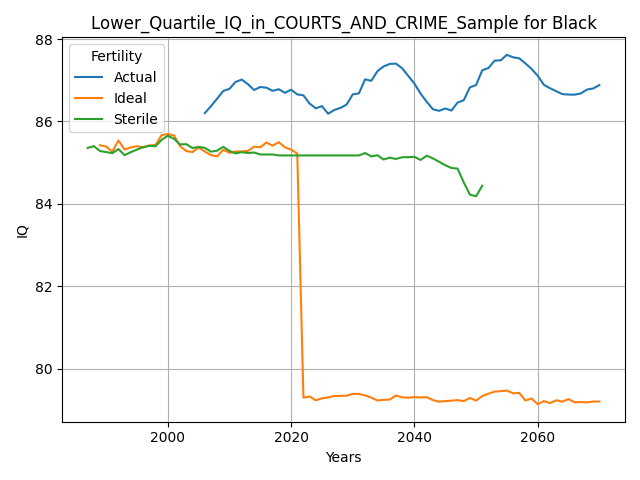 Lower_Quartile_IQ_in_COURTS_AND_CRIME_Sample for Black
88
86
84
82
80
IQ
Fertility
Actual
Ideal
Sterile
2000
2020
2040
2060
Years